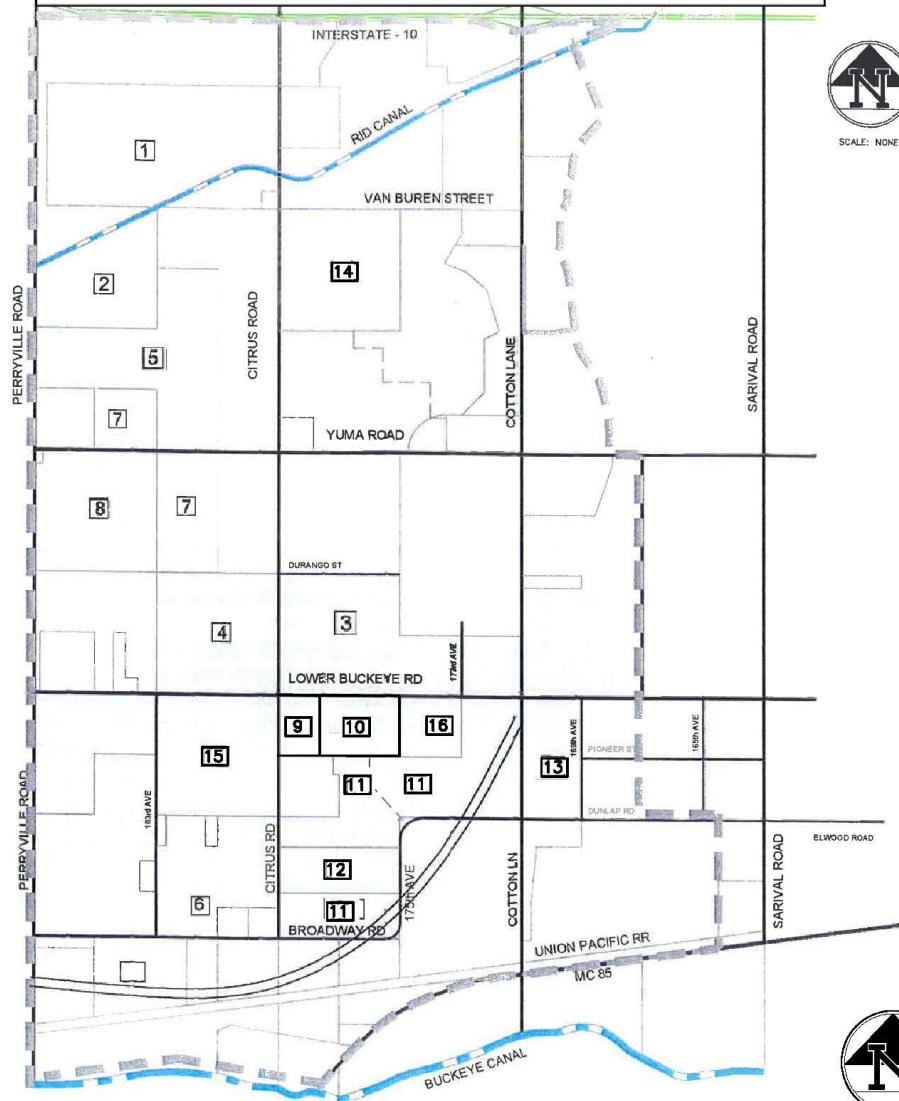 INTERSTATE - 10
N
SCALE: NONE
RID CANAL
1
VAN BUREN STREET
2
14
PERRYVILLE ROAD
CITRUS ROAD
COTTON LANE
SARIVAL ROAD
5
7
YUMA ROAD
8
7
DURANGO ST
4
3
173rd AVE
LOWER BUCKEYE RD
9
10
16
15
11
11
13
169th AVE
PIONEER ST
165th AVE
DUNLAP RD
ELWOOD ROAD
PERRYVILLE ROAD
183rd AVE
CITRUS RD
12
175th AVE
COTTON LN
SARIVAL ROAD
6
11
BROADWAY RD
UNION PACIFIC RR
MC 85
BUCKEYE CANAL
N